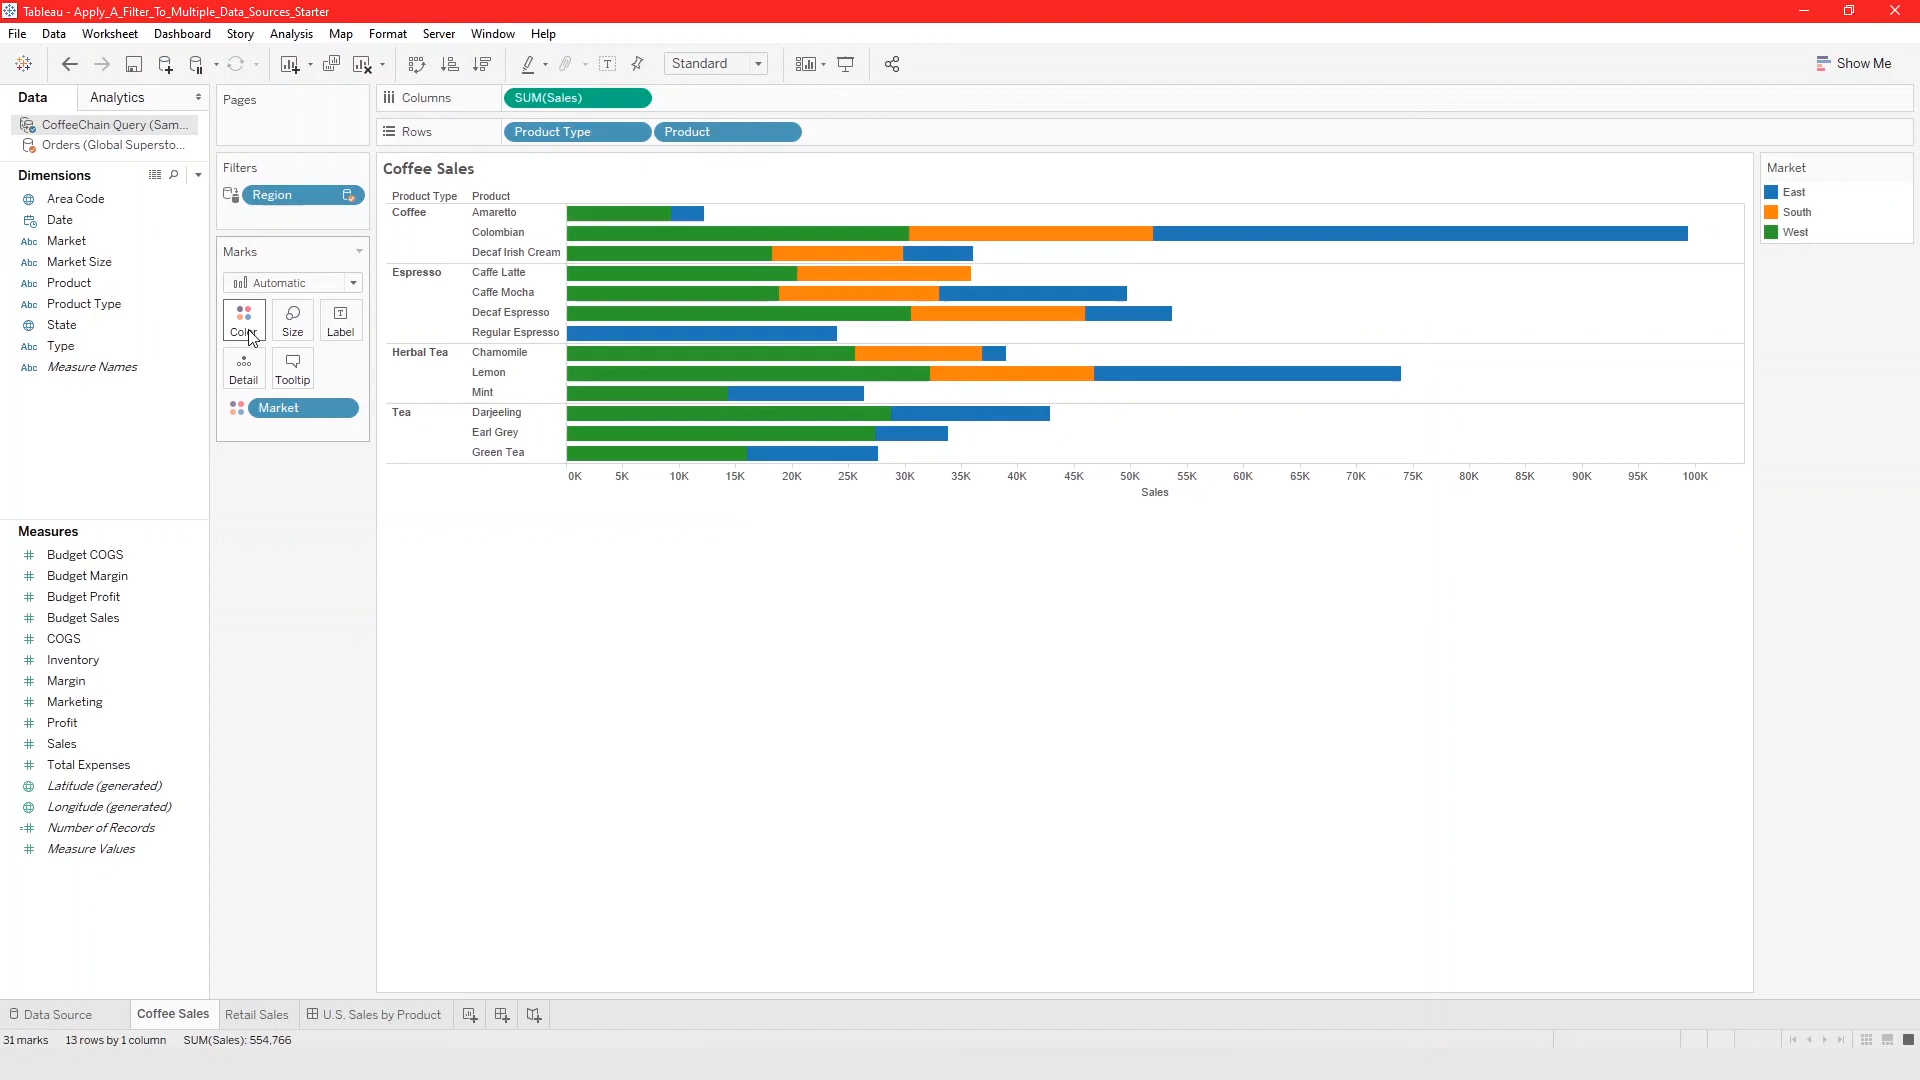 Tableau - Apply_A_Filter_To_Multiple_Data_Sources_Starter
File Data Worksheet Dashboard Story Analysis Map Format Server Window Help
Standard
Show Me
Data Analytics
CoffeeChain Query (Sam...
Orders (Global Supersto...
Dimensions
Area Code
Date
Abc Market
Abc Market Size
Abc Product
Abc Product Type
State
Abc Type
Abc Measure Names
Measures
Budget COGS
Budget Margin
Budget Profit
Budget Sales
COGS
Inventory
Margin
Marketing
Profit
Sales
Total Expenses
Latitude (generated)
Longitude (generated)
Number of Records
Measure Values
Pages
Filters
Region
Marks
Automatic
Color Size Label
Detail Tooltip
Market
Columns SUM(Sales)
Rows Product Type Product
Coffee Sales
Product Type Product
Coffee Amaretto
Colombian
Decaf Irish Cream
Espresso Caffe Latte
Caffe Mocha
Decaf Espresso
Regular Espresso
Herbal Tea Chamomile
Lemon
Mint
Tea Darjeeling
Earl Grey
Green Tea
0K 5K 10K 15K 20K 25K 30K 35K 40K 45K 50K 55K 60K 65K 70K 75K 80K 85K 90K 95K 100K
Sales
Market
East
South
West
Data Source Coffee Sales Retail Sales U.S. Sales by Product
31 marks 13 rows by 1 column SUM(Sales): 554,766